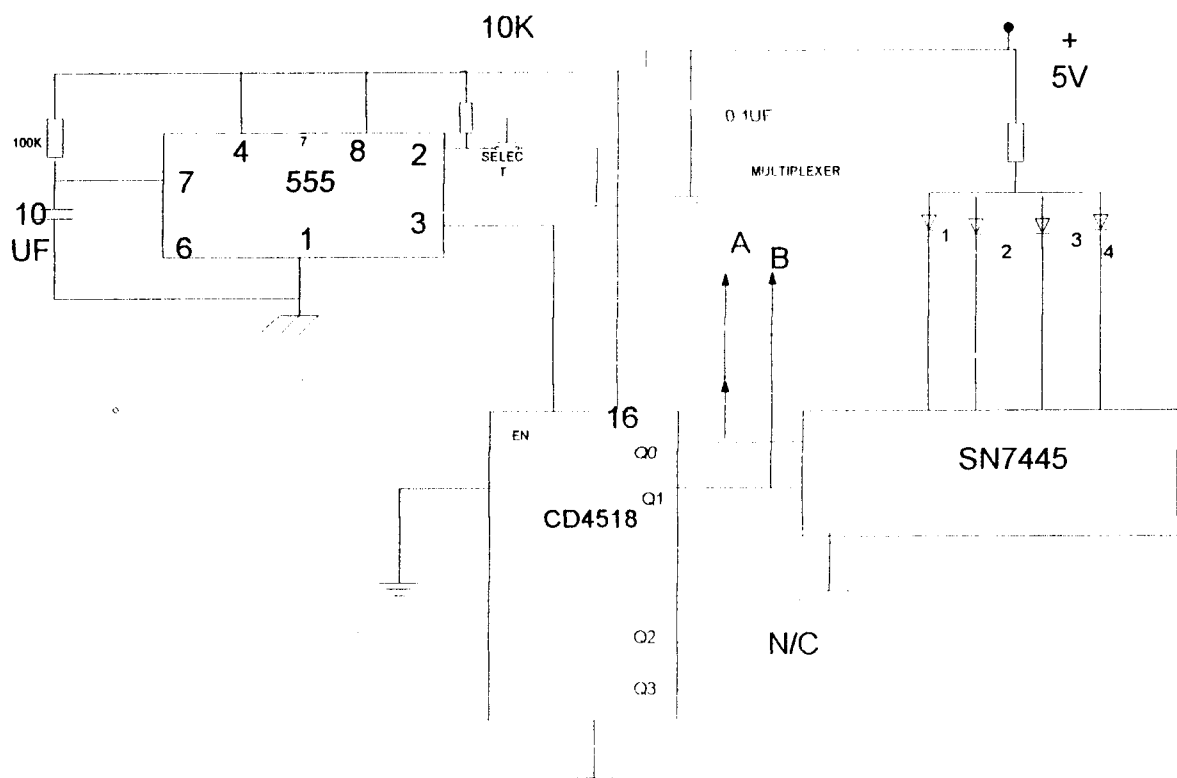 10K
+
5V
0.1UF
100K
4
7
8
2
SELEC
T
MULTIPLEXER
7
555
10
UF
3
6
1
A
B
1
2
3
4
16
EN
Q0
SN7445
Q1
CD4518
Q2
N/C
Q3